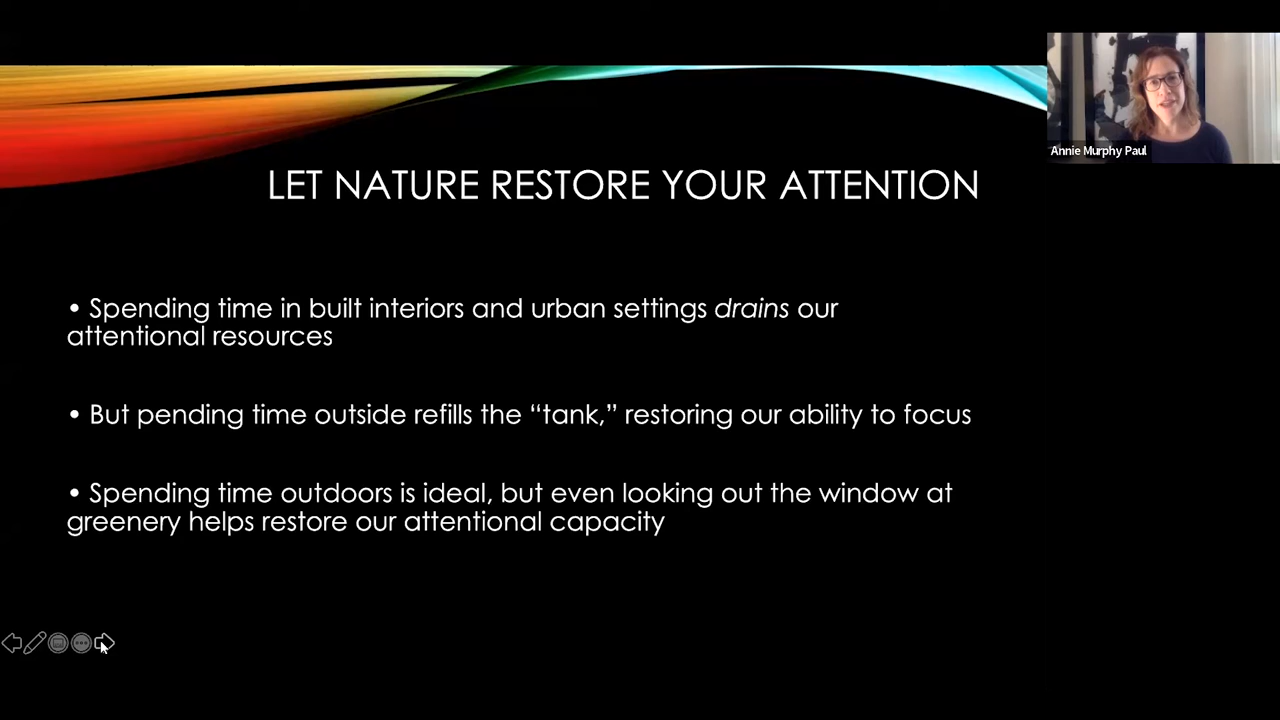 Annie Murphy Paul
LET NATURE RESTORE YOUR ATTENTION
• Spending time in built interiors and urban settings drains our
attentional resources
• But pending time outside refills the “tank,” restoring our ability to focus
• Spending time outdoors is ideal, but even looking out the window at
greenery helps restore our attentional capacity